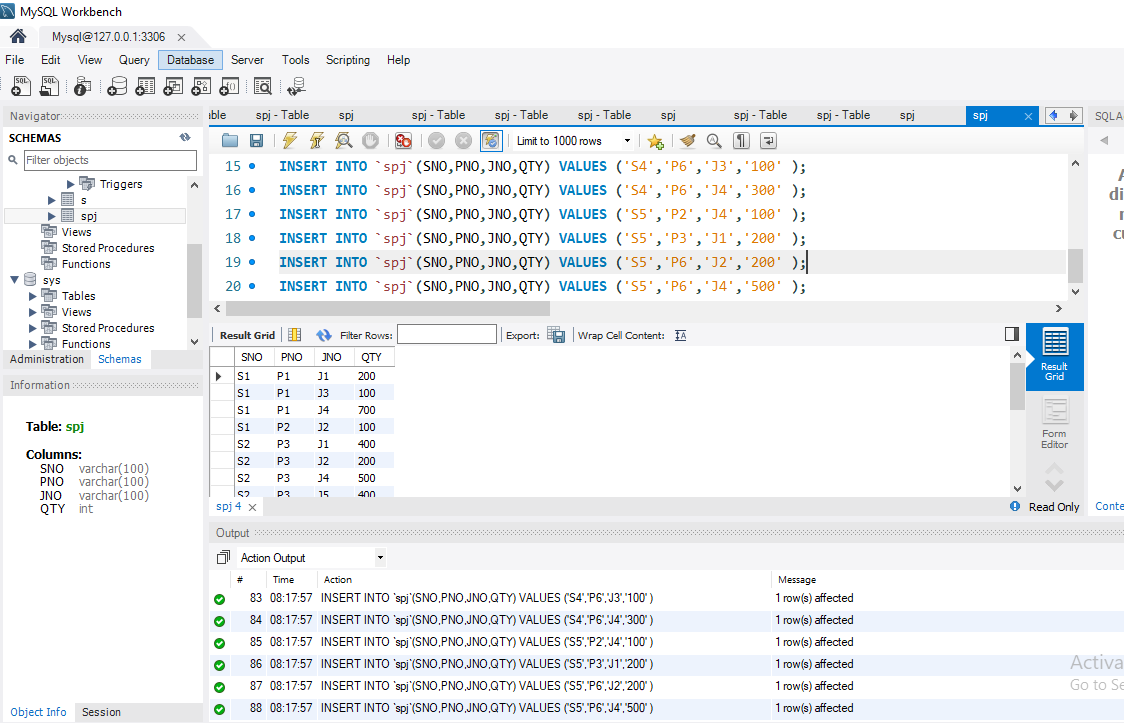 MySQL Workbench
Mysql@127.0.0.1:3306
File Edit View Query Database Server Tools Scripting Help
Navigator
SCHEMAS
Filter objects
Triggers
s
spj
Views
Stored Procedures
Functions
sys
Tables
Views
Stored Procedures
Functions
Administration Schemas
Information
Table: spj
Columns:
SNO varchar(100)
PNO varchar(100)
JNO varchar(100)
QTY int
Object Info Session
ble spj - Table spj spj - Table spj - Table spj - Table spj spj - Table spj - Table spj spj
Limit to 1000 rows
15 INSERT INTO `spj`(SNO,PNO,JNO,QTY) VALUES ('S4','P6','J3','100' );
16 INSERT INTO `spj`(SNO,PNO,JNO,QTY) VALUES ('S4','P6','J4','300' );
17 INSERT INTO `spj`(SNO,PNO,JNO,QTY) VALUES ('S5','P2','J4','100' );
18 INSERT INTO `spj`(SNO,PNO,JNO,QTY) VALUES ('S5','P3','J1','200' );
19 INSERT INTO `spj`(SNO,PNO,JNO,QTY) VALUES ('S5','P6','J2','200' );
20 INSERT INTO `spj`(SNO,PNO,JNO,QTY) VALUES ('S5','P6','J4','500' );
Result Grid Filter Rows: Export: Wrap Cell Content:
SNO PNO JNO QTY
S1 P1 J1 200
S1 P1 J3 100
S1 P1 J4 700
S1 P2 J2 100
S2 P3 J1 400
S2 P3 J2 200
S2 P3 J4 500
S2 P3 J5 400
Result Grid
Form Editor
spj 4
Read Only
Output
Action Output
# Time Action Message
83 08:17:57 INSERT INTO `spj`(SNO,PNO,JNO,QTY) VALUES ('S4','P6','J3','100' ) 1 row(s) affected
84 08:17:57 INSERT INTO `spj`(SNO,PNO,JNO,QTY) VALUES ('S4','P6','J4','300' ) 1 row(s) affected
85 08:17:57 INSERT INTO `spj`(SNO,PNO,JNO,QTY) VALUES ('S5','P2','J4','100' ) 1 row(s) affected
86 08:17:57 INSERT INTO `spj`(SNO,PNO,JNO,QTY) VALUES ('S5','P3','J1','200' ) 1 row(s) affected
87 08:17:57 INSERT INTO `spj`(SNO,PNO,JNO,QTY) VALUES ('S5','P6','J2','200' ) 1 row(s) affected
88 08:17:57 INSERT INTO `spj`(SNO,PNO,JNO,QTY) VALUES ('S5','P6','J4','500' ) 1 row(s) affected
SQLA
Conte
Activa
Go to Se